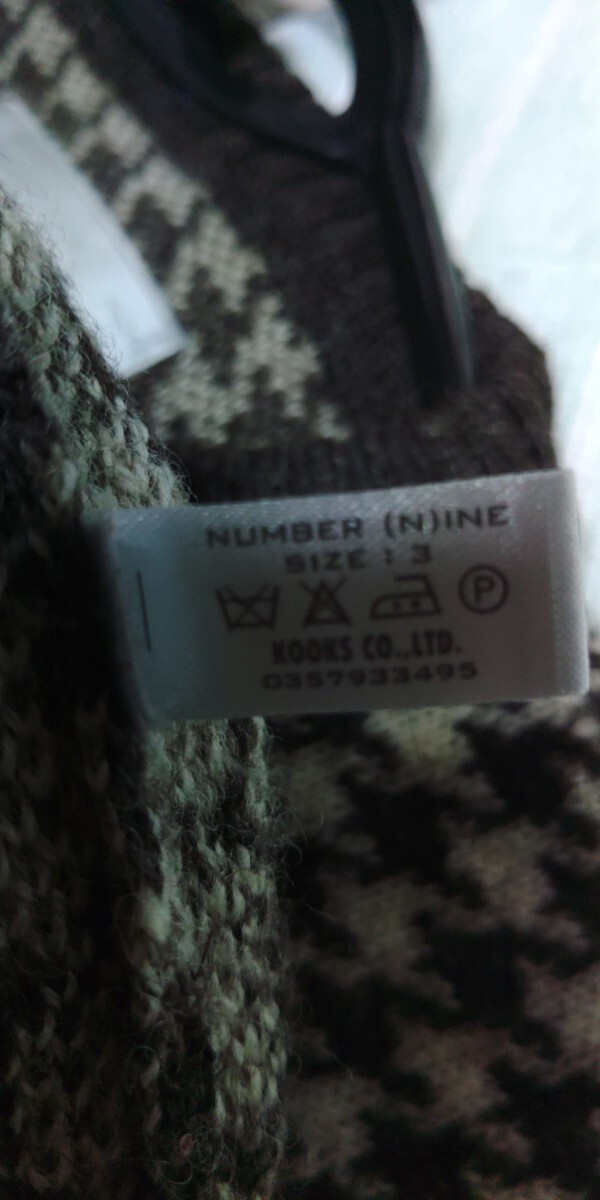 NUMBER (N)INE
SIZE : 3
P
KOOKS CO.,LTD.
0357933495